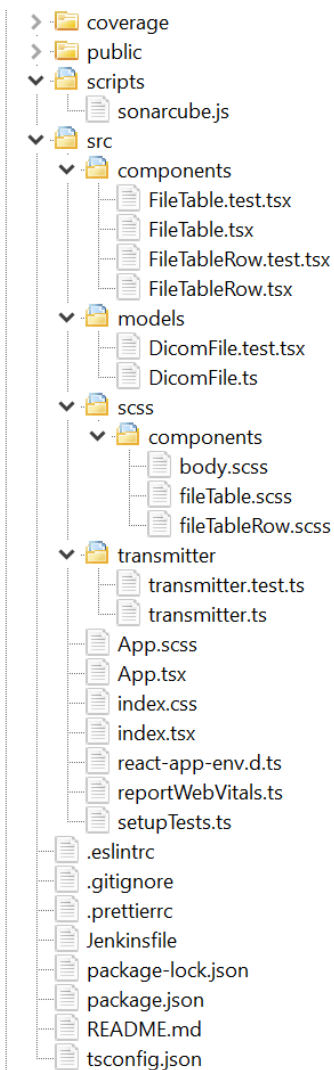 coverage
public
scripts
sonarcube.js
src
components
FileTable.test.tsx
FileTable.tsx
FileTableRow.test.tsx
FileTableRow.tsx
models
DicomFile.test.tsx
DicomFile.ts
scss
components
body.scss
fileTable.scss
fileTableRow.scss
transmitter
transmitter.test.ts
transmitter.ts
App.scss
App.tsx
index.css
index.tsx
react-app-env.d.ts
reportWebVitals.ts
setupTests.ts
.eslintrc
.gitignore
.prettierrc
Jenkinsfile
package-lock.json
package.json
README.md
tsconfig.json